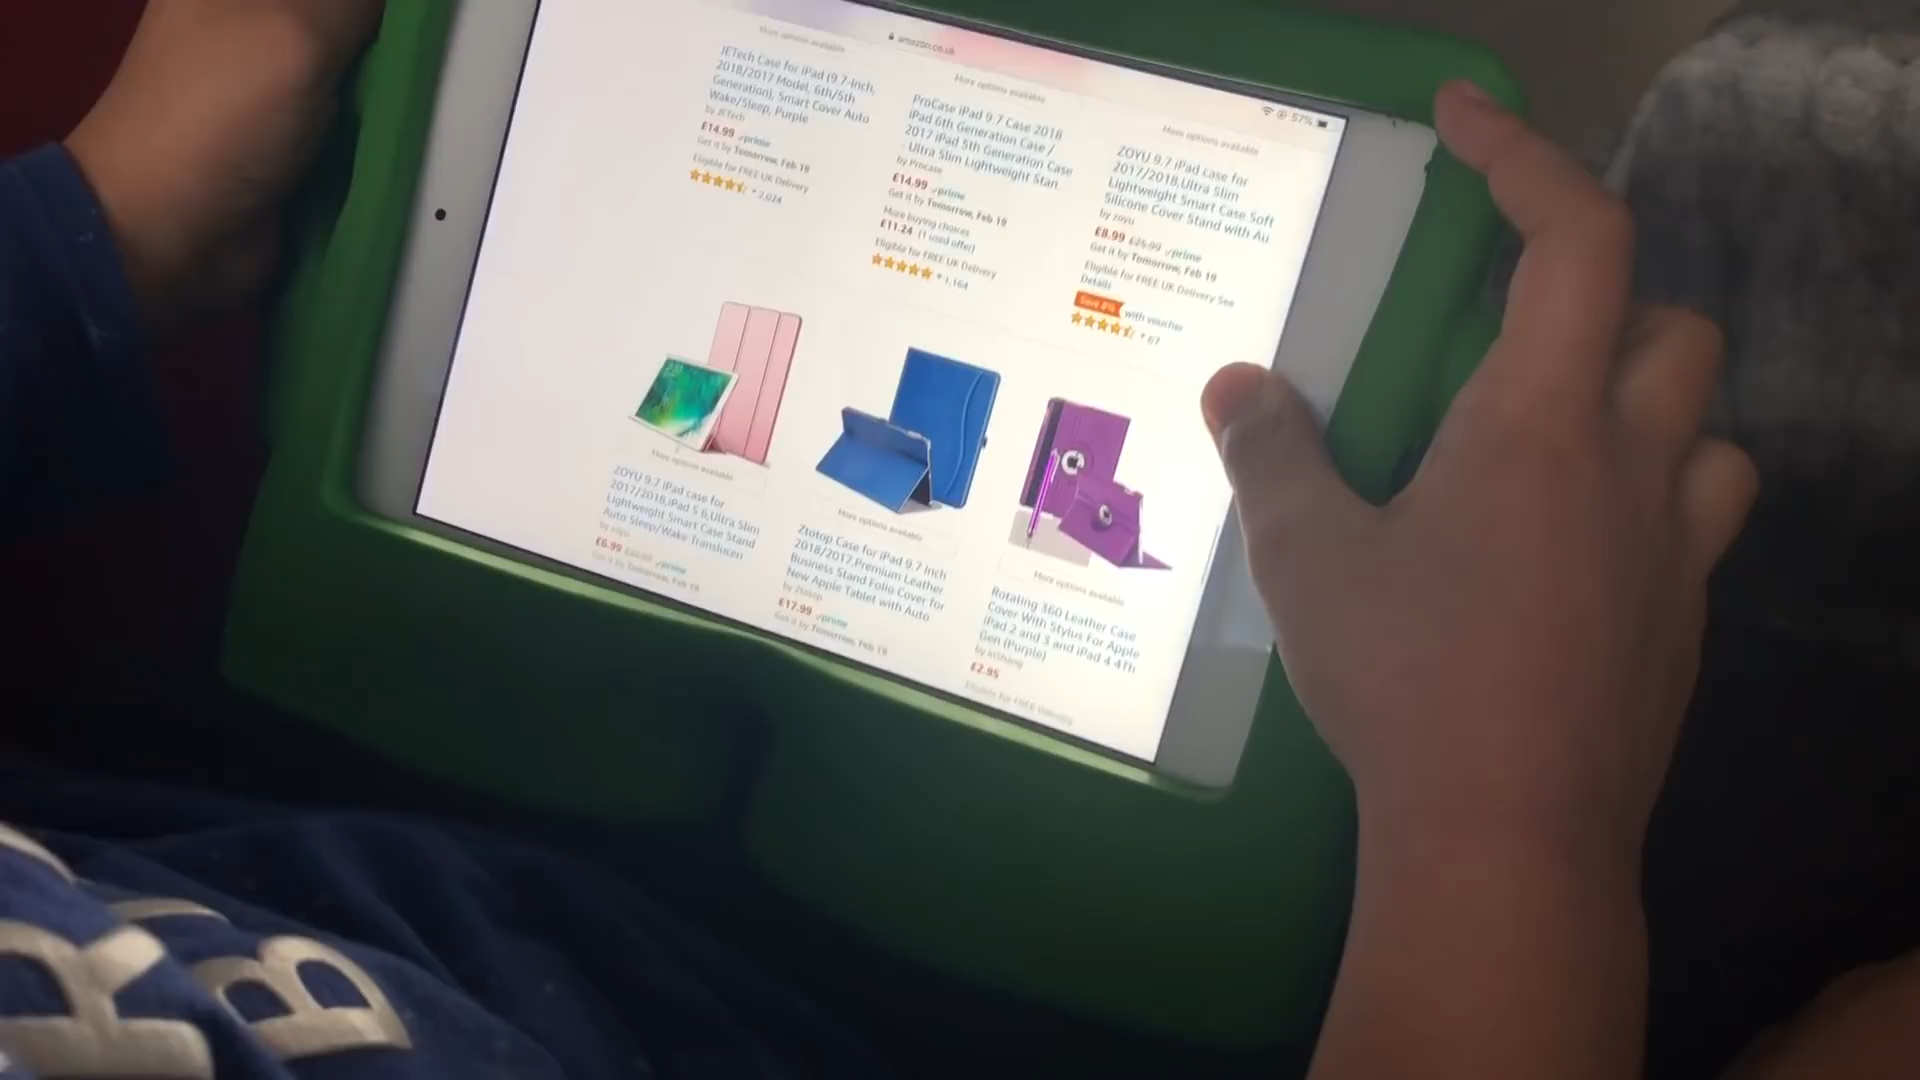 amazon.co.uk
57%
More options available
JETech Case for iPad (9.7-Inch,
2018/2017 Model, 6th/5th
Generation), Smart Cover Auto
Wake/Sleep, Purple
by JETech
£14.99 prime
Get it by Tomorrow, Feb 19
Eligible for FREE UK Delivery
2,024
More options available
ProCase iPad 9.7 Case 2018
iPad 6th Generation Case /
2017 iPad 5th Generation Case
- Ultra Slim Lightweight Stan
by Procase
£14.99 prime
Get it by Tomorrow, Feb 19
More buying choices
£11.24 (1 used offer)
Eligible for FREE UK Delivery
1,164
More options available
ZOYU 9.7 iPad case for
2017/2018,Ultra Slim
Lightweight Smart Case Soft
Silicone Cover Stand with Au
by zoyu
£8.99 £26.99 prime
Get it by Tomorrow, Feb 19
Eligible for FREE UK Delivery See
Details
Save 8% with voucher
67
More options available
ZOYU 9.7 iPad case for
2017/2018,iPad 5 6,Ultra Slim
Lightweight Smart Case Stand
Auto Sleep/Wake Translucen
by zoyu
£6.99 prime
Get it by Tomorrow, Feb 19
More options available
Ztotop Case for iPad 9.7 Inch
2018/2017,Premium Leather
Business Stand Folio Cover for
New Apple Tablet with Auto
by Ztotop
£17.99 prime
Get it by Tomorrow, Feb 19
More options available
Rotating 360 Leather Case
Cover With Stylus For Apple
iPad 2 and 3 and iPad 4 4Th
Gen (Purple)
£2.95
Eligible for FREE Delivery